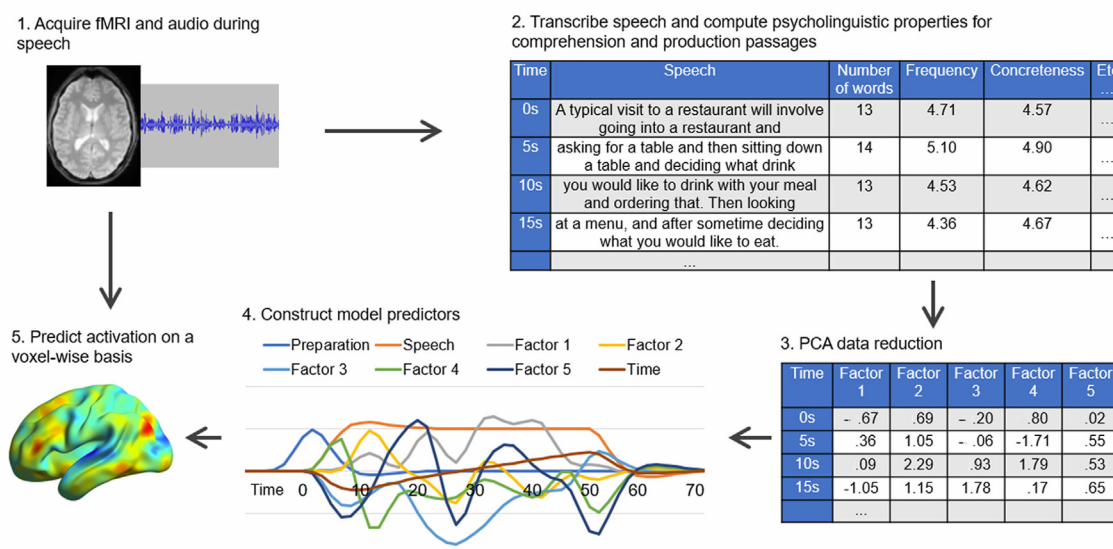 1. Acquire fMRI and audio during
speech
2. Transcribe speech and compute psycholinguistic properties for
comprehension and production passages
Time Speech Number of words Frequency Concreteness Etc ...
0s A typical visit to a restaurant will involve going into a restaurant and 13 4.71 4.57 ...
5s asking for a table and then sitting down a table and deciding what drink 14 5.10 4.90 ...
10s you would like to drink with your meal and ordering that. Then looking 13 4.53 4.62 ...
15s at a menu, and after sometime deciding what you would like to eat. 13 4.36 4.67 ...
...
3. PCA data reduction
Time Factor 1 Factor 2 Factor 3 Factor 4 Factor 5
0s - .67 .69 - .20 .80 .02
5s .36 1.05 - .06 -1.71 .55
10s .09 2.29 .93 1.79 .53
15s -1.05 1.15 1.78 .17 .65
...
4. Construct model predictors
Preparation Speech Factor 1 Factor 2
Factor 3 Factor 4 Factor 5 Time
Time 0 10 20 30 40 50 60 70
5. Predict activation on a
voxel-wise basis